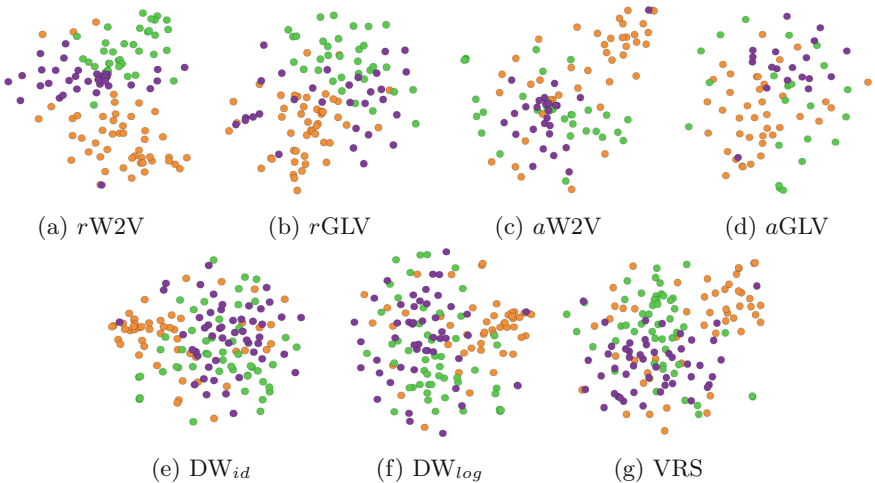 (a) rW2V (b) rGLV (c) aW2V (d) aGLV
(e) DWid (f) DWlog (g) VRS